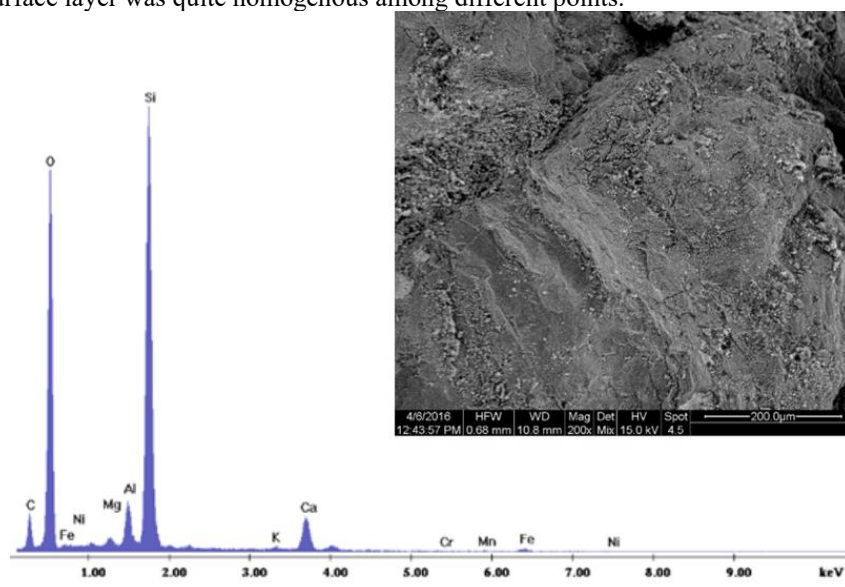 urface layer was quite homogenous among different points.
Si
O
C
Fe
Ni
Mg
Al
K
Ca
Cr
Mn
Fe
Ni
1.00 2.00 3.00 4.00 5.00 6.00 7.00 8.00 9.00 keV
4/6/2016 HFW WD Mag Det HV Spot 200.0µm
12:43:57 PM 0.68 mm 10.8 mm 200x Mix 15.0 kV 4.5